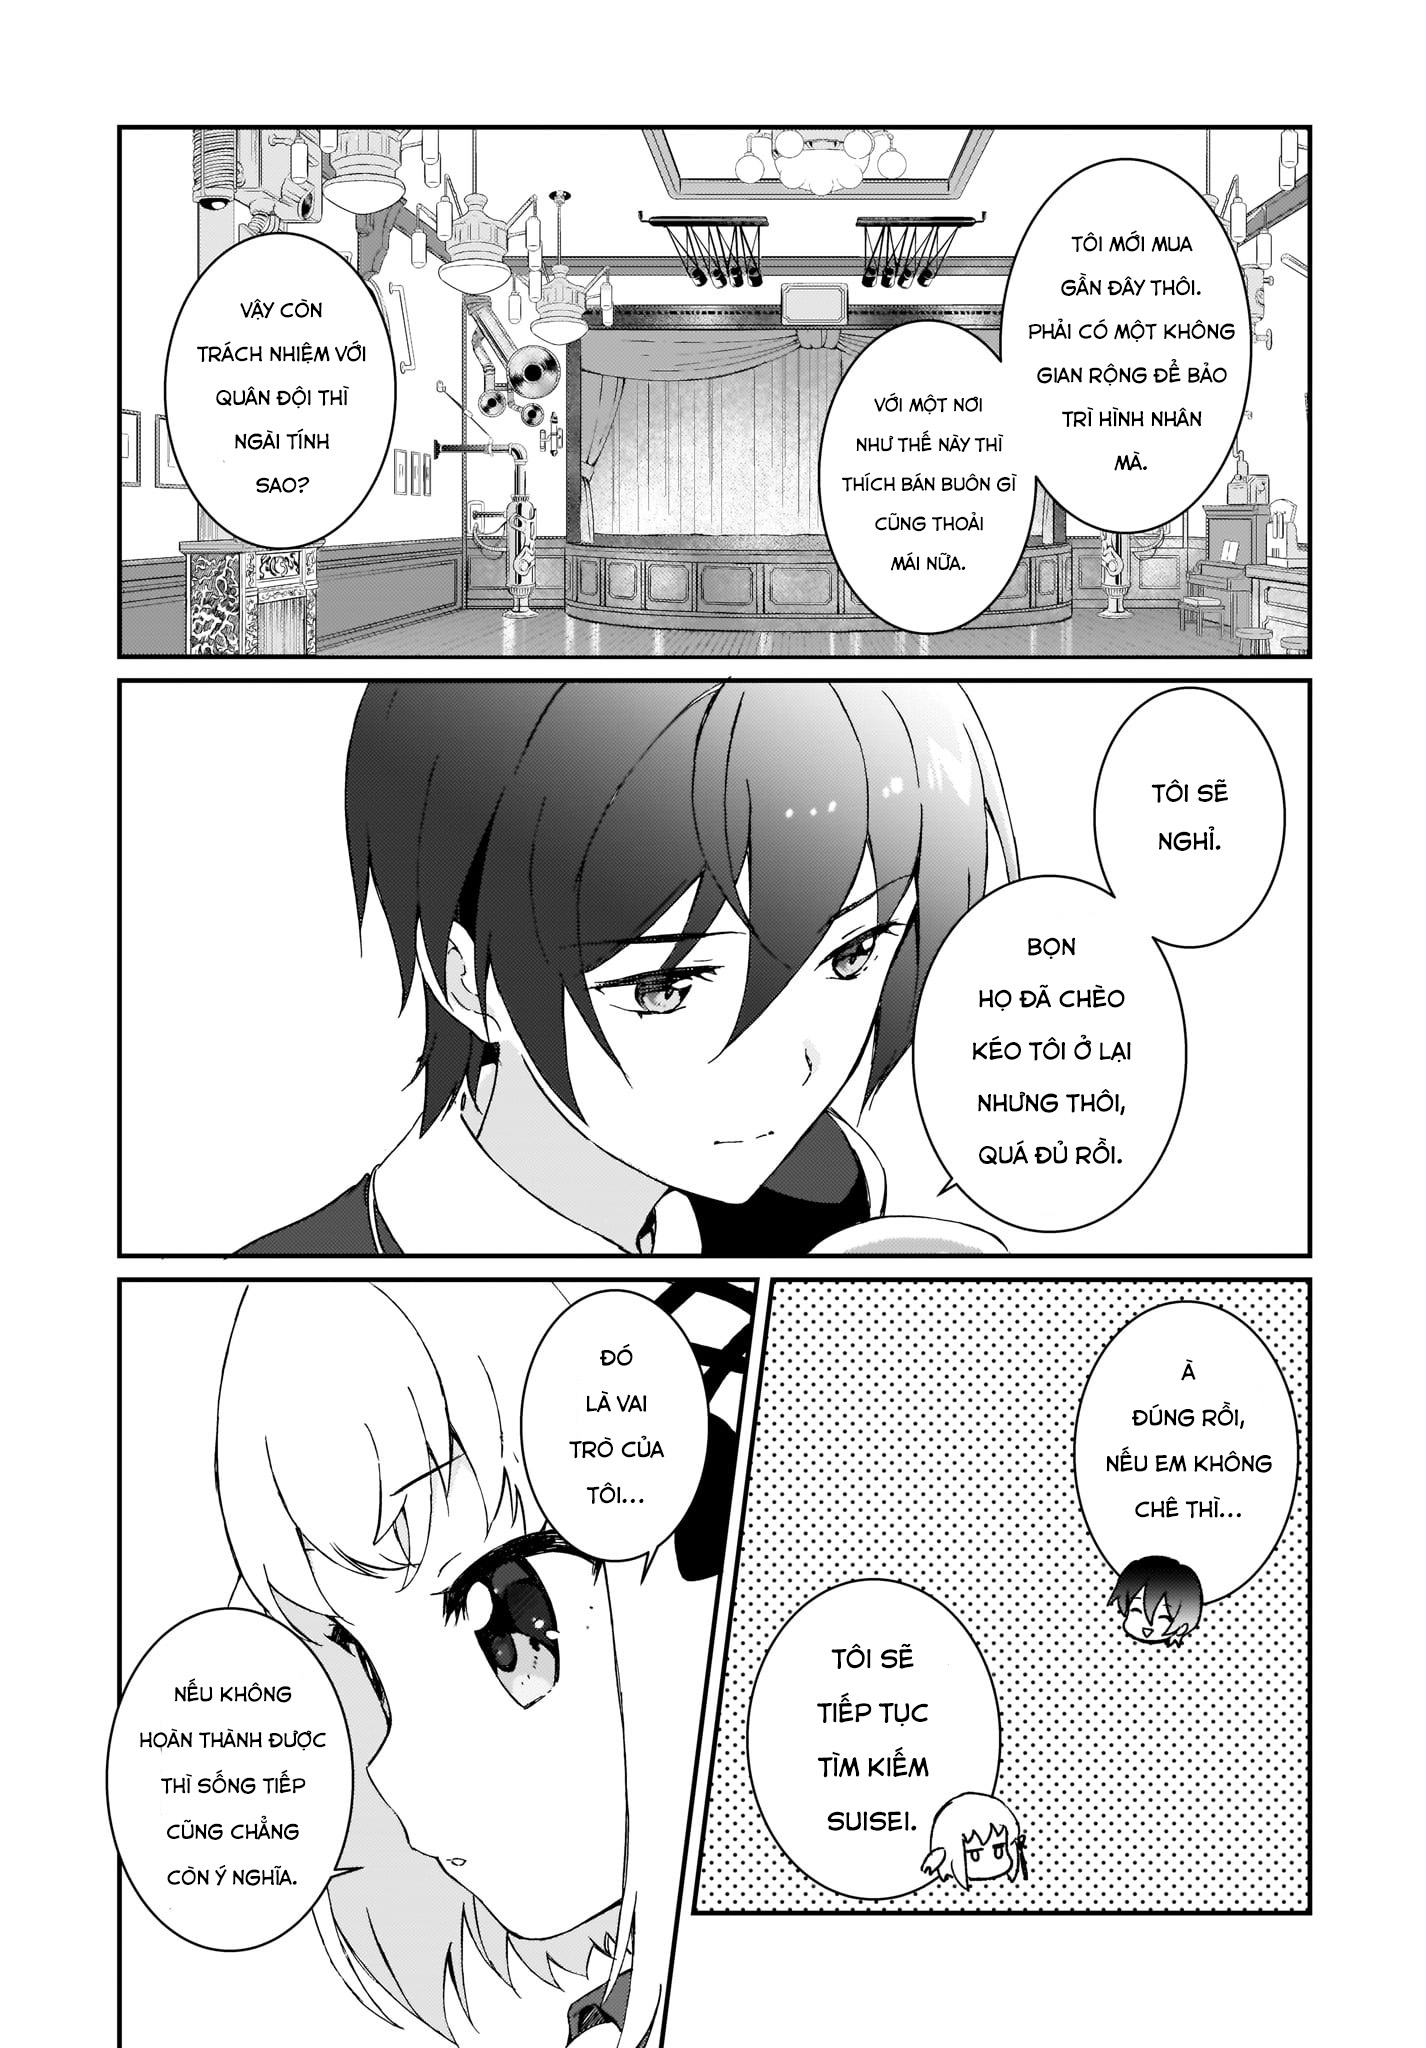 TÔI MỚI MUA
GẦN ĐÂY THÔI.
PHẢI CÓ MỘT KHÔNG
GIAN RỘNG ĐỂ BẢO
TRÌ HÌNH NHÂN
MÀ.
VỚI MỘT NƠI
NHƯ THẾ NÀY THÌ
THÍCH BÁN BUÔN GÌ
CŨNG THOẢI
MÁI NỮA.
VẬY CÒN
TRÁCH NHIỆM VỚI
QUÂN ĐỘI THÌ
NGÀI TÍNH
SAO?
TÔI SẼ
NGHỈ.
BỌN
HỌ ĐÃ CHÈO
KÉO TÔI Ở LẠI
NHƯNG THÔI,
QUÁ ĐỦ RỒI.
À
ĐÚNG RỒI,
NẾU EM KHÔNG
CHÊ THÌ...
TÔI SẼ
TIẾP TỤC
TÌM KIẾM
SUISEI.
ĐÓ
LÀ VAI
TRÒ CỦA
TÔI...
NẾU KHÔNG
HOÀN THÀNH ĐƯỢC
THÌ SỐNG TIẾP
CŨNG CHẲNG
CÒN Ý NGHĨA.